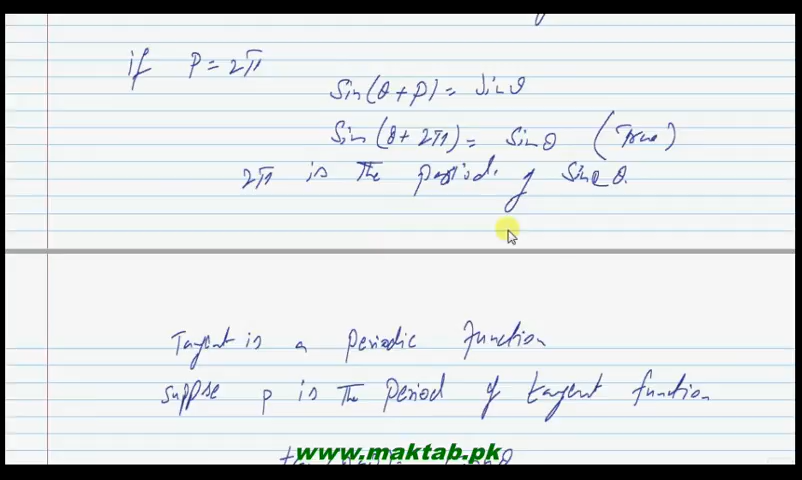 if P = 2π
Sin(θ + P) = Sinθ
Sin(θ + 2π) = Sinθ (True)
2π is The period of Sine θ.
Tangent is a Periodic function
suppose p is The Period of tangent function
www.maktab.pk